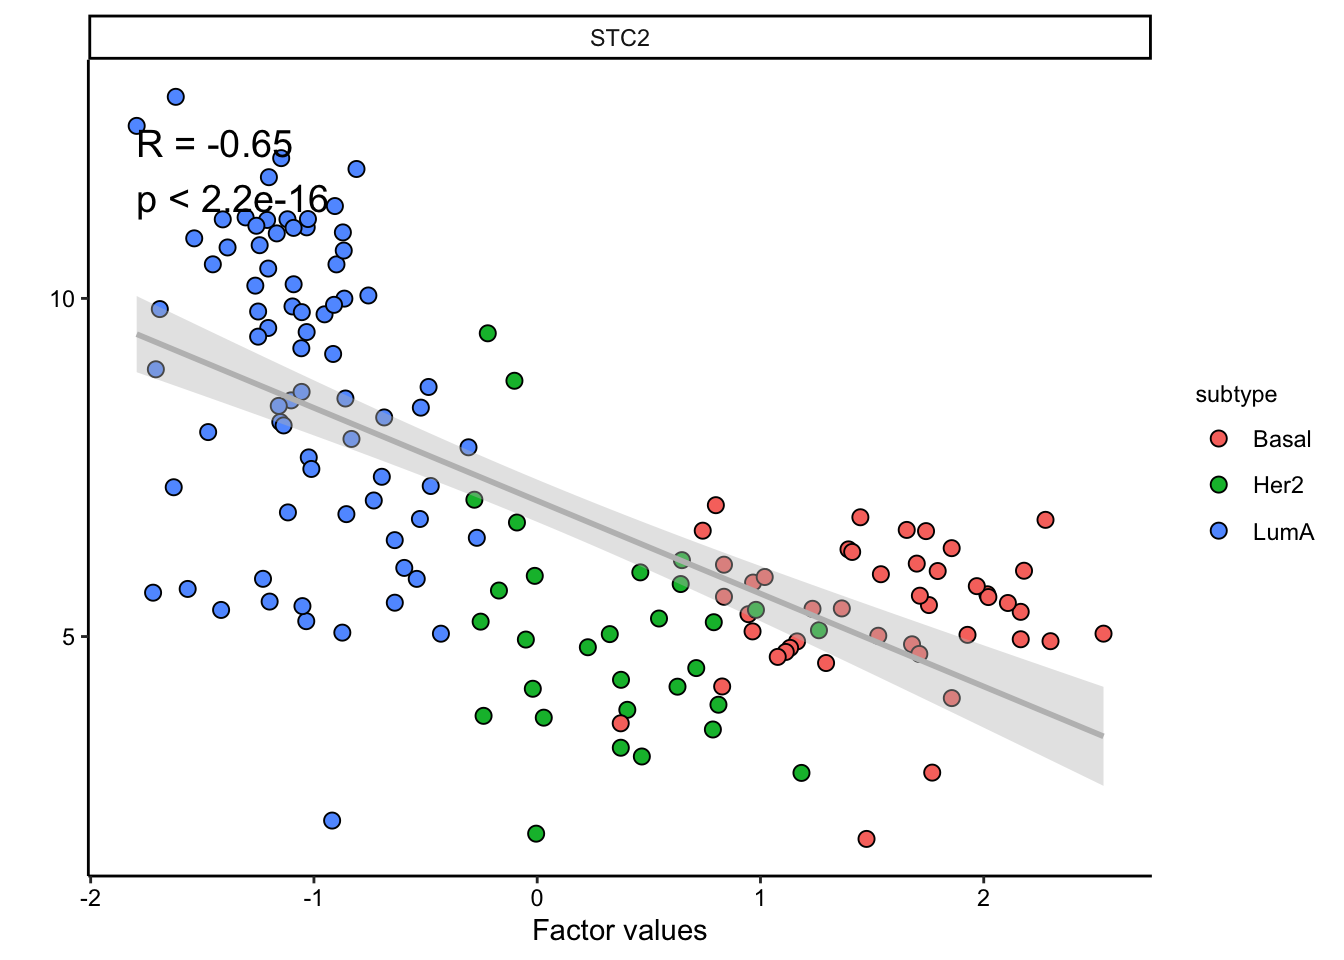 STC2
R = -0.65
p < 2.2e-16
10
5
-2 -1 0 1 2
Factor values
subtype
Basal
Her2
LumA